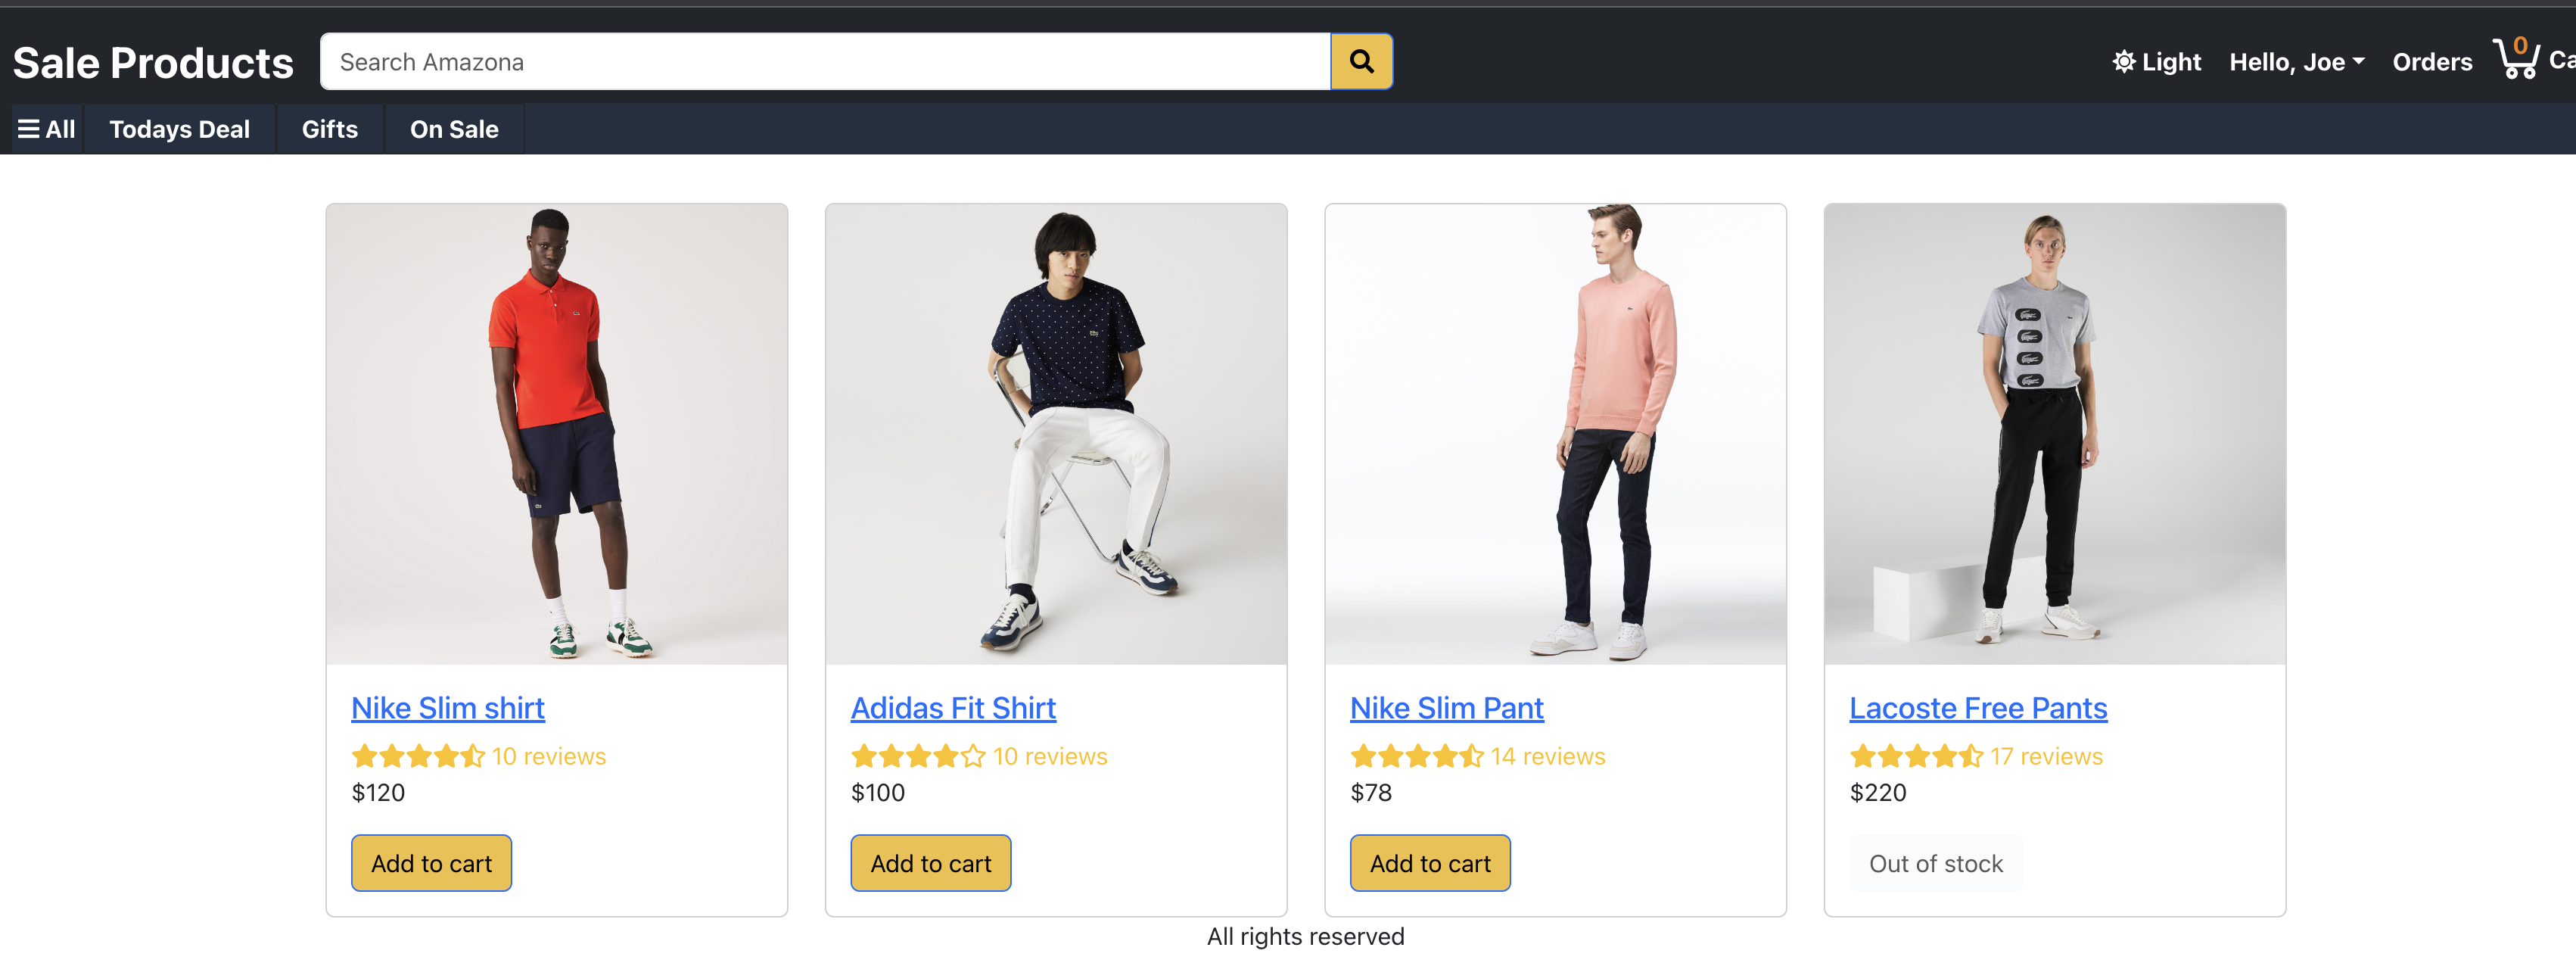 Sale Products
Search Amazona
Light
Hello, Joe
Orders
0
All
Todays Deal
Gifts
On Sale
Nike Slim shirt
10 reviews
$120
Add to cart
Adidas Fit Shirt
10 reviews
$100
Add to cart
Nike Slim Pant
14 reviews
$78
Add to cart
Lacoste Free Pants
17 reviews
$220
Out of stock
All rights reserved